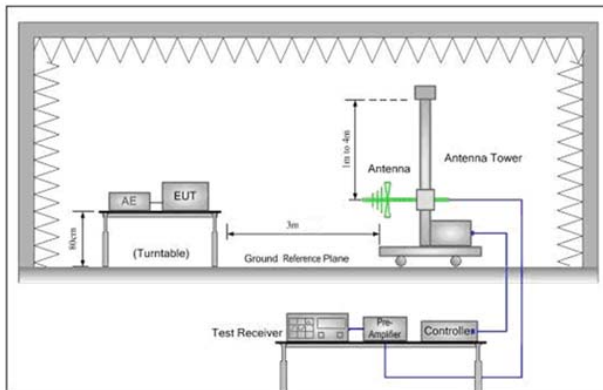 1m to 4m
Antenna
Antenna Tower
AE
EUT
80cm
(Turntable)
3m
Ground Reference Plane
Test Receiver
Pre-
Amplifier
Controller